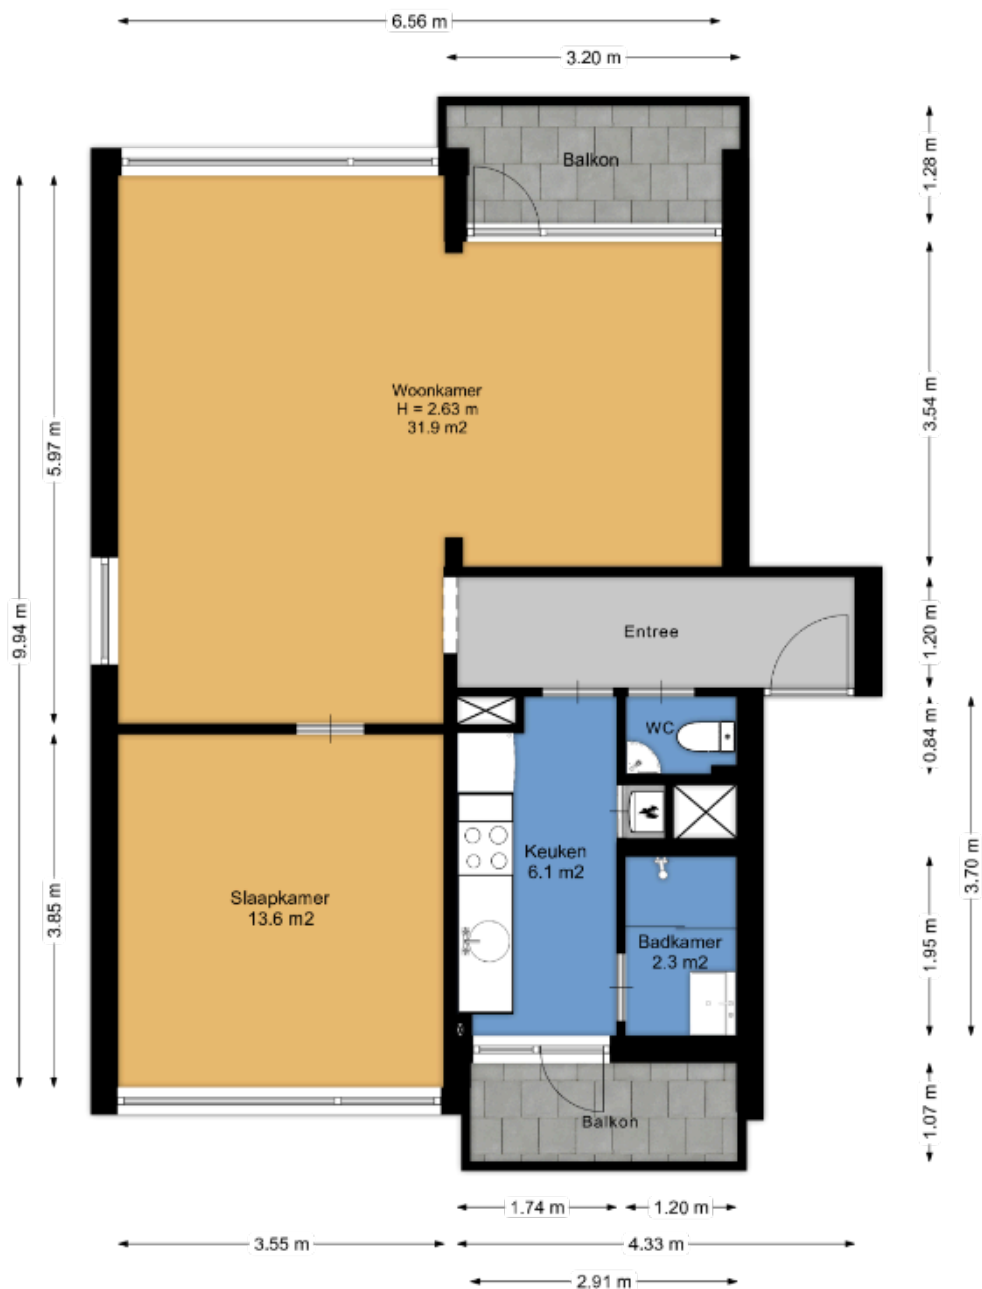 6.56 m
3.20 m
Balkon
1.28 m
Woonkamer
H = 2.63 m
31.9 m2
3.54 m
5.97 m
9.94 m
Entree
1.20 m
WC
0.84 m
Keuken
6.1 m2
3.70 m
Slaapkamer
13.6 m2
3.85 m
Badkamer
2.3 m2
1.95 m
Balkon
1.07 m
1.74 m
1.20 m
3.55 m
4.33 m
2.91 m